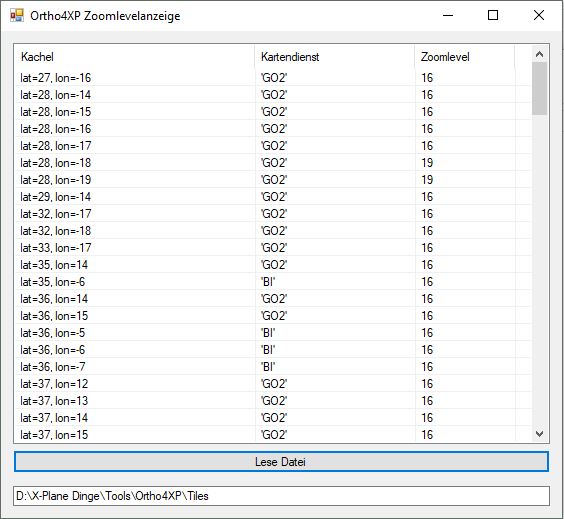 Ortho4XP Zoomlevelanzeige
Kachel Kartendienst Zoomlevel
lat=27, lon=-16 'GO2' 16
lat=28, lon=-14 'GO2' 16
lat=28, lon=-15 'GO2' 16
lat=28, lon=-16 'GO2' 16
lat=28, lon=-17 'GO2' 16
lat=28, lon=-18 'GO2' 19
lat=28, lon=-19 'GO2' 19
lat=29, lon=-14 'GO2' 16
lat=32, lon=-17 'GO2' 16
lat=32, lon=-18 'GO2' 16
lat=33, lon=-17 'GO2' 16
lat=35, lon=14 'GO2' 16
lat=35, lon=-6 'BI' 16
lat=36, lon=14 'GO2' 16
lat=36, lon=15 'GO2' 16
lat=36, lon=-5 'BI' 16
lat=36, lon=-6 'BI' 16
lat=36, lon=-7 'BI' 16
lat=37, lon=12 'GO2' 16
lat=37, lon=13 'GO2' 16
lat=37, lon=14 'GO2' 16
lat=37, lon=15 'GO2' 16
Lese Datei
D:\X-Plane Dinge\Tools\Ortho4XP\Tiles